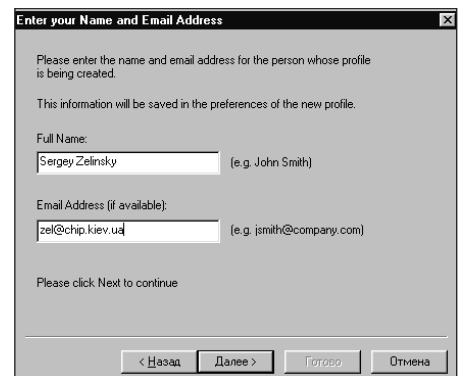 Enter your Name and Email Address
Please enter the name and email address for the person whose profile
is being created.
This information will be saved in the preferences of the new profile.
Full Name:
Sergey Zelinsky (e.g. John Smith)
Email Address (if available):
zel@chip.kiev.ua (e.g. jsmith@company.com)
Please click Next to continue
< Назад Далее > Готово Отмена